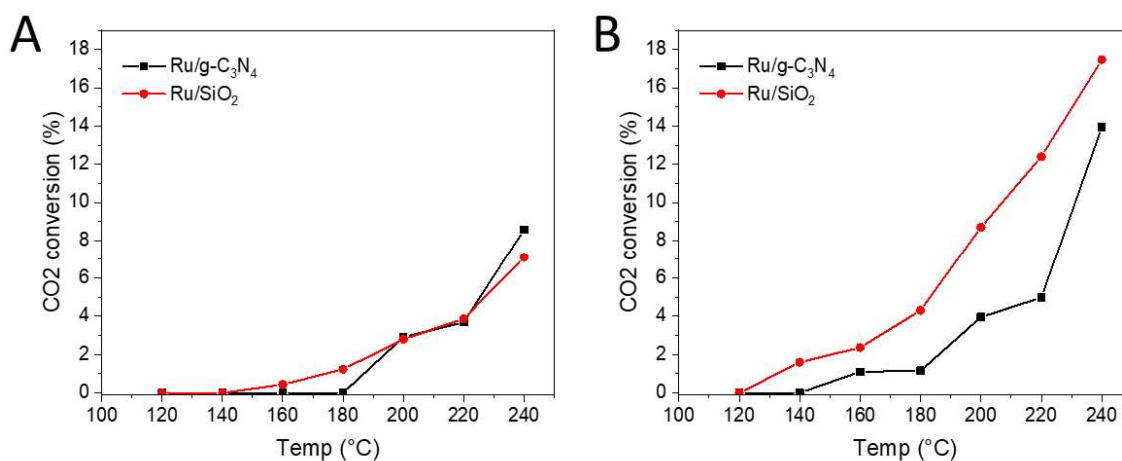 A
CO2 conversion (%)
18
16
14
12
10
8
6
4
2
0
Ru/g-C₃N₄
Ru/SiO₂
100 120 140 160 180 200 220 240
Temp (°C)
B
CO2 conversion (%)
18
16
14
12
10
8
6
4
2
0
Ru/g-C₃N₄
Ru/SiO₂
100 120 140 160 180 200 220 240
Temp (°C)